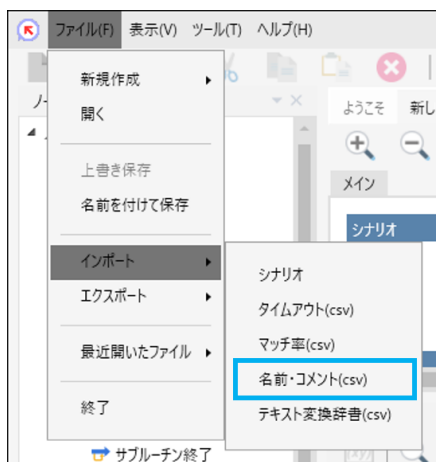 ファイル(F) 表示(V) ツール(T) ヘルプ(H)
新規作成
開く
上書き保存
名前を付けて保存
インポート
エクスポート
最近開いたファイル
終了
サブルーチン終了
シナリオ
タイムアウト(csv)
マッチ率(csv)
名前・コメント(csv)
テキスト変換辞書(csv)
ようこそ 新し
メイン
シナリオ